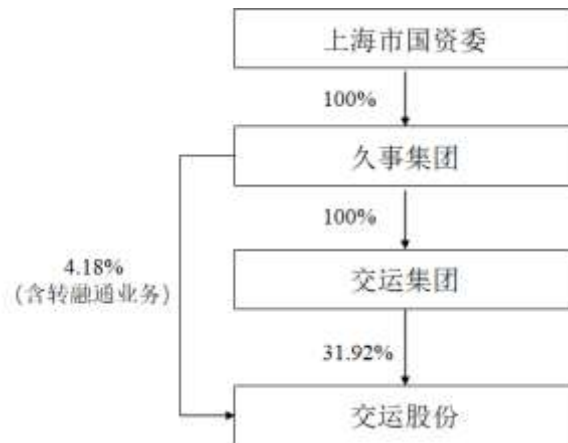 上海市国资委
100%
久事集团
100%
4.18%
(含转融通业务)
交运集团
31.92%
交运股份